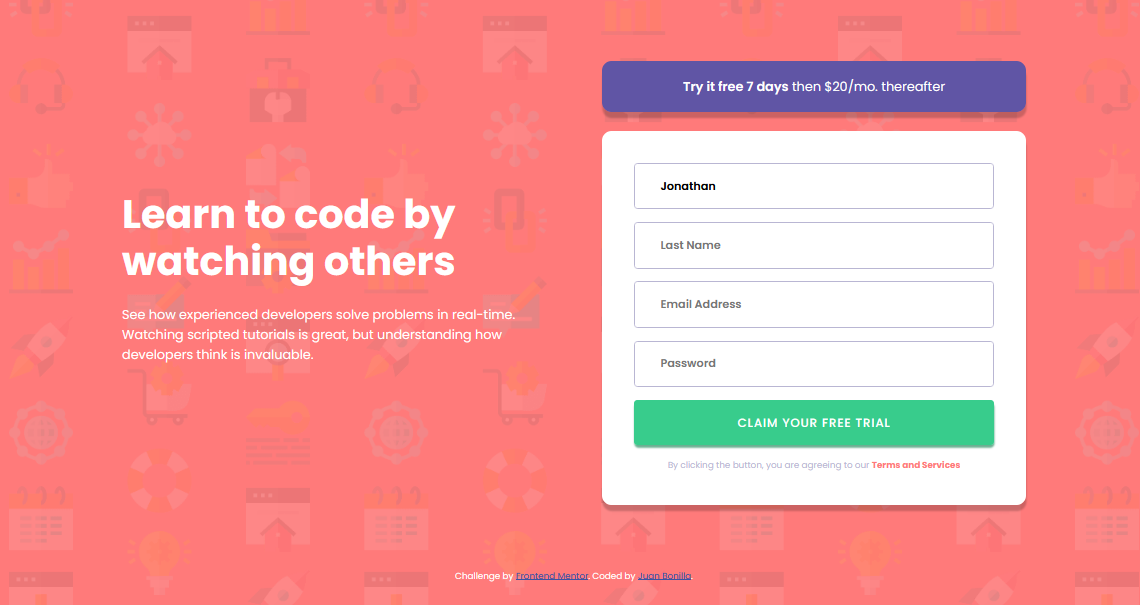 Learn to code by
watching others
See how experienced developers solve problems in real-time.
Watching scripted tutorials is great, but understanding how
developers think is invaluable.
Try it free 7 days then $20/mo. thereafter
Jonathan
Last Name
Email Address
Password
CLAIM YOUR FREE TRIAL
By clicking the button, you are agreeing to our Terms and Services
Challenge by Frontend Mentor. Coded by Juan Bonilla.